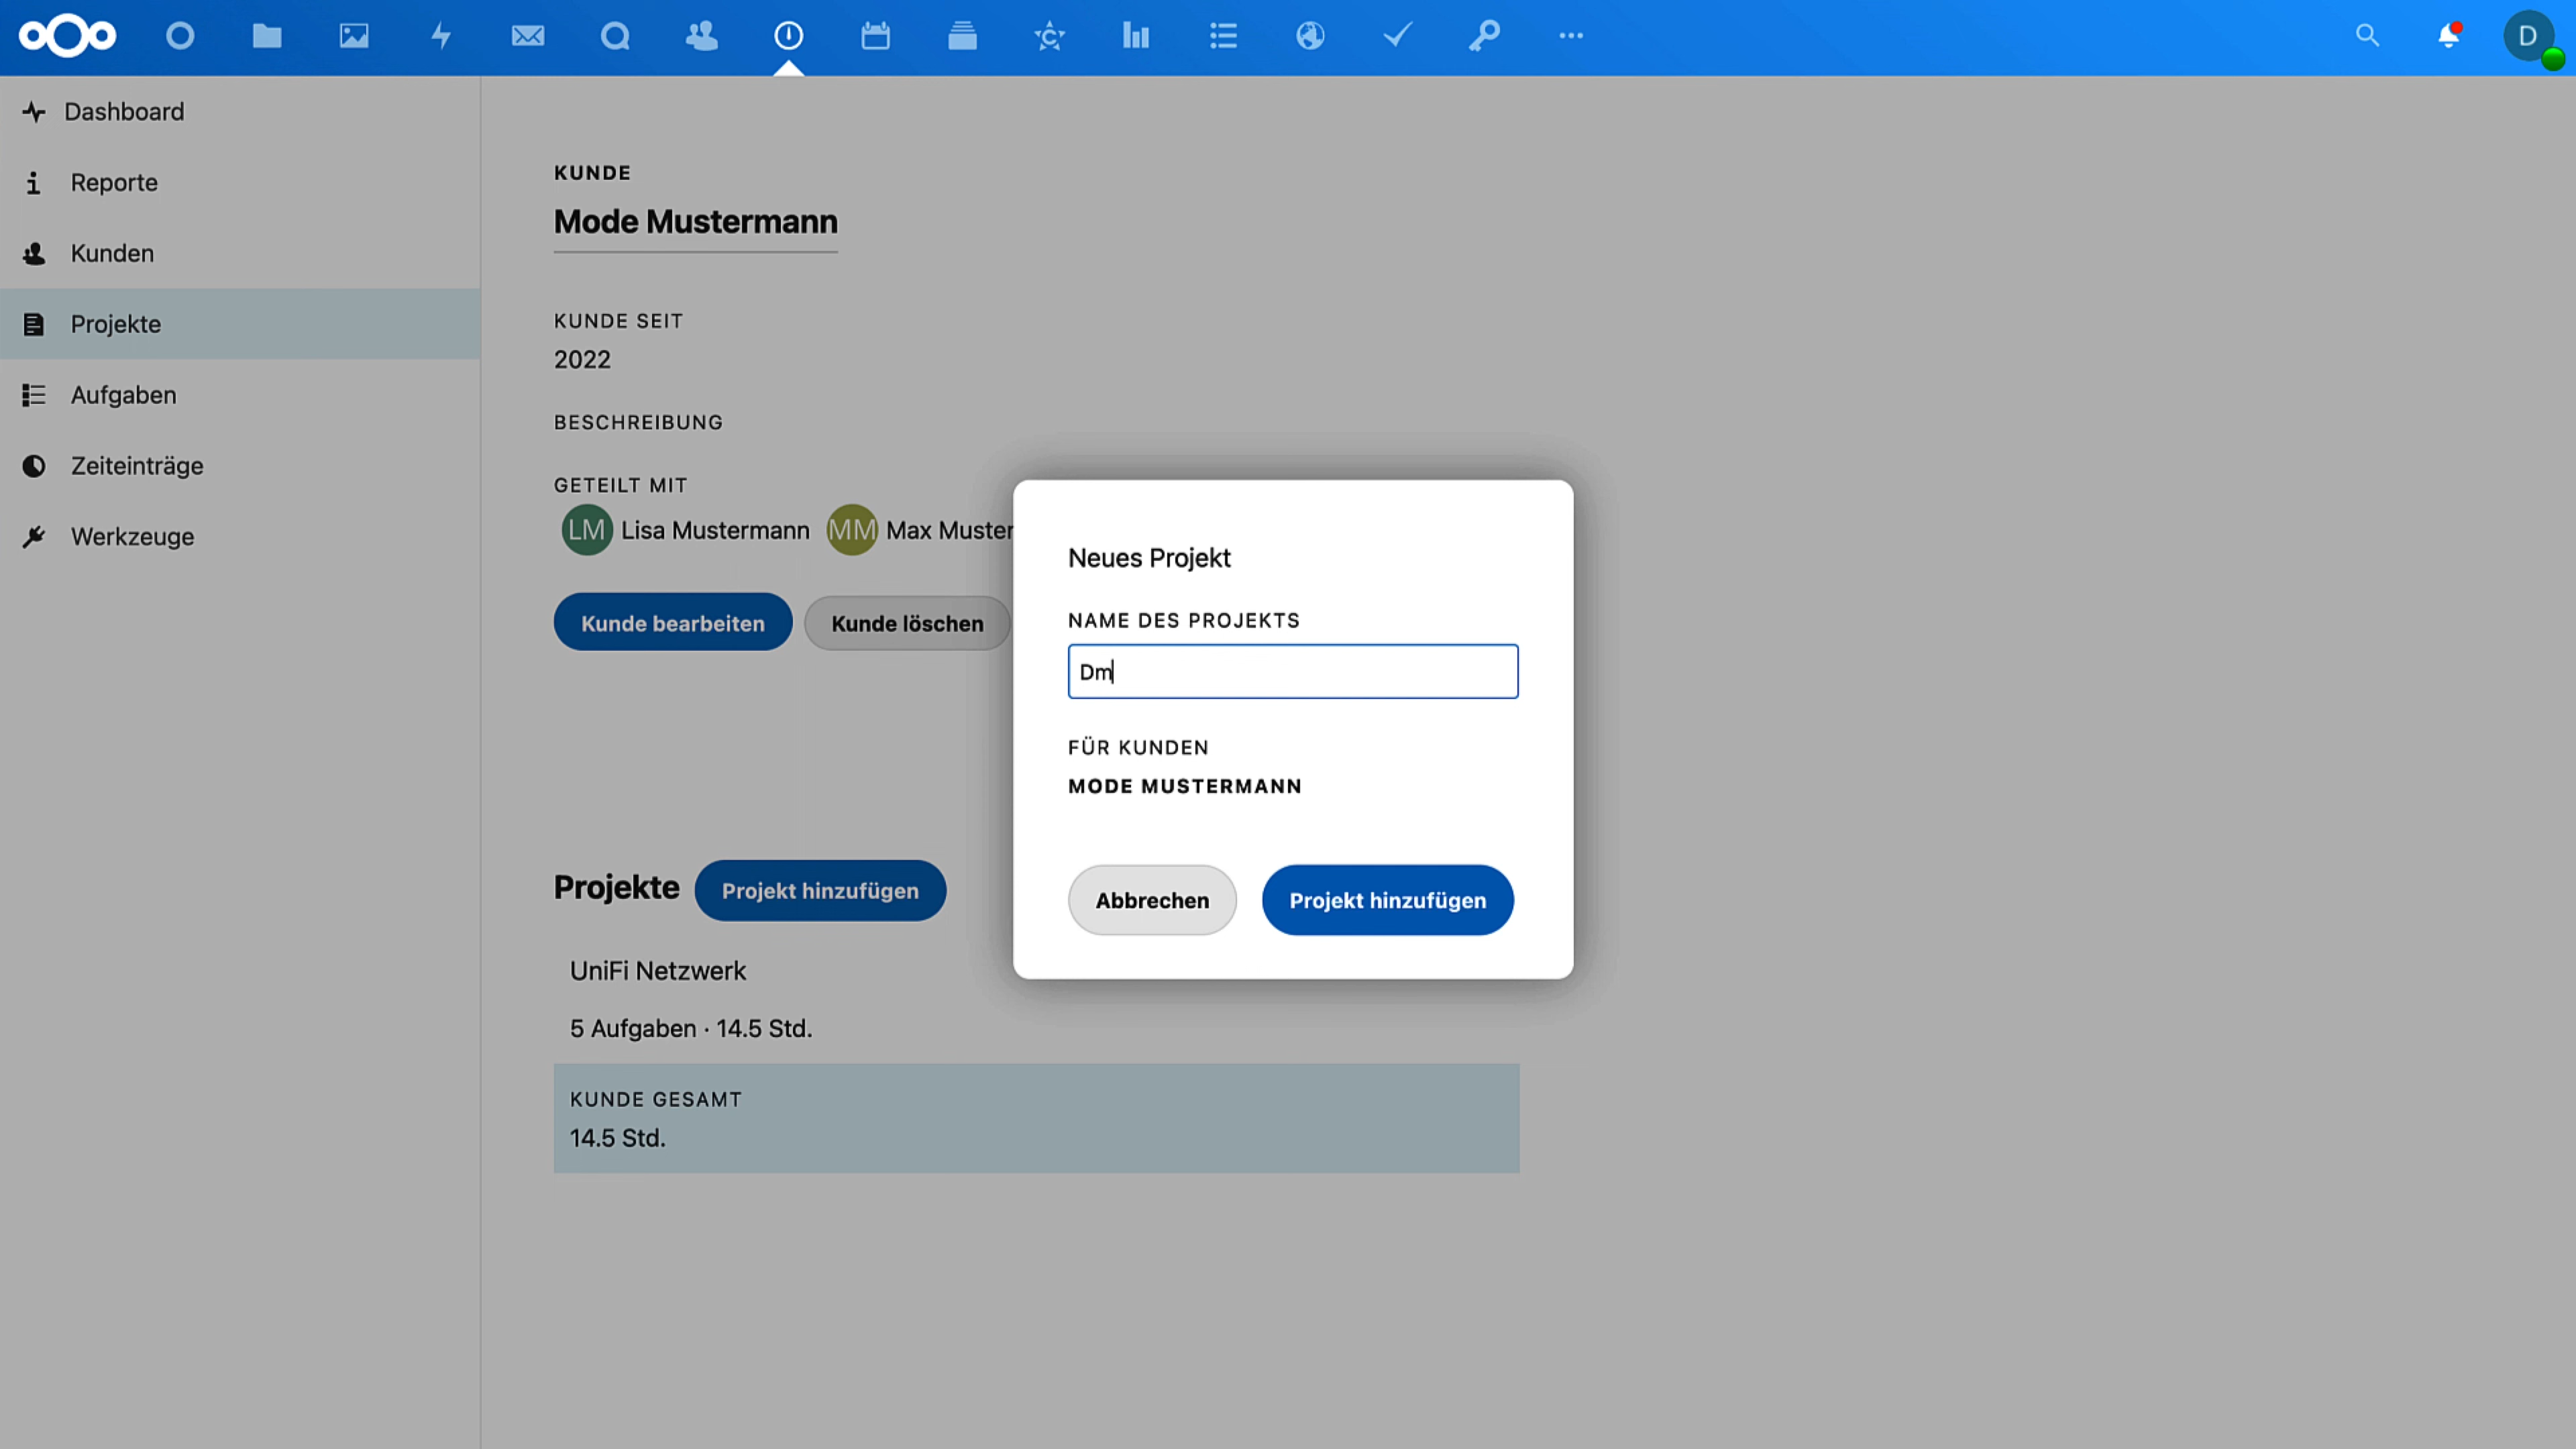 D
Dashboard
Reporte
Kunden
Projekte
Aufgaben
Zeiteinträge
Werkzeuge
KUNDE
Mode Mustermann
KUNDE SEIT
2022
BESCHREIBUNG
GETEILT MIT
LM Lisa Mustermann MM Max Muster
Kunde bearbeiten Kunde löschen
Projekte Projekt hinzufügen
UniFi Netzwerk
5 Aufgaben · 14.5 Std.
KUNDE GESAMT
14.5 Std.
Neues Projekt
NAME DES PROJEKTS
Dm
FÜR KUNDEN
MODE MUSTERMANN
Abbrechen Projekt hinzufügen